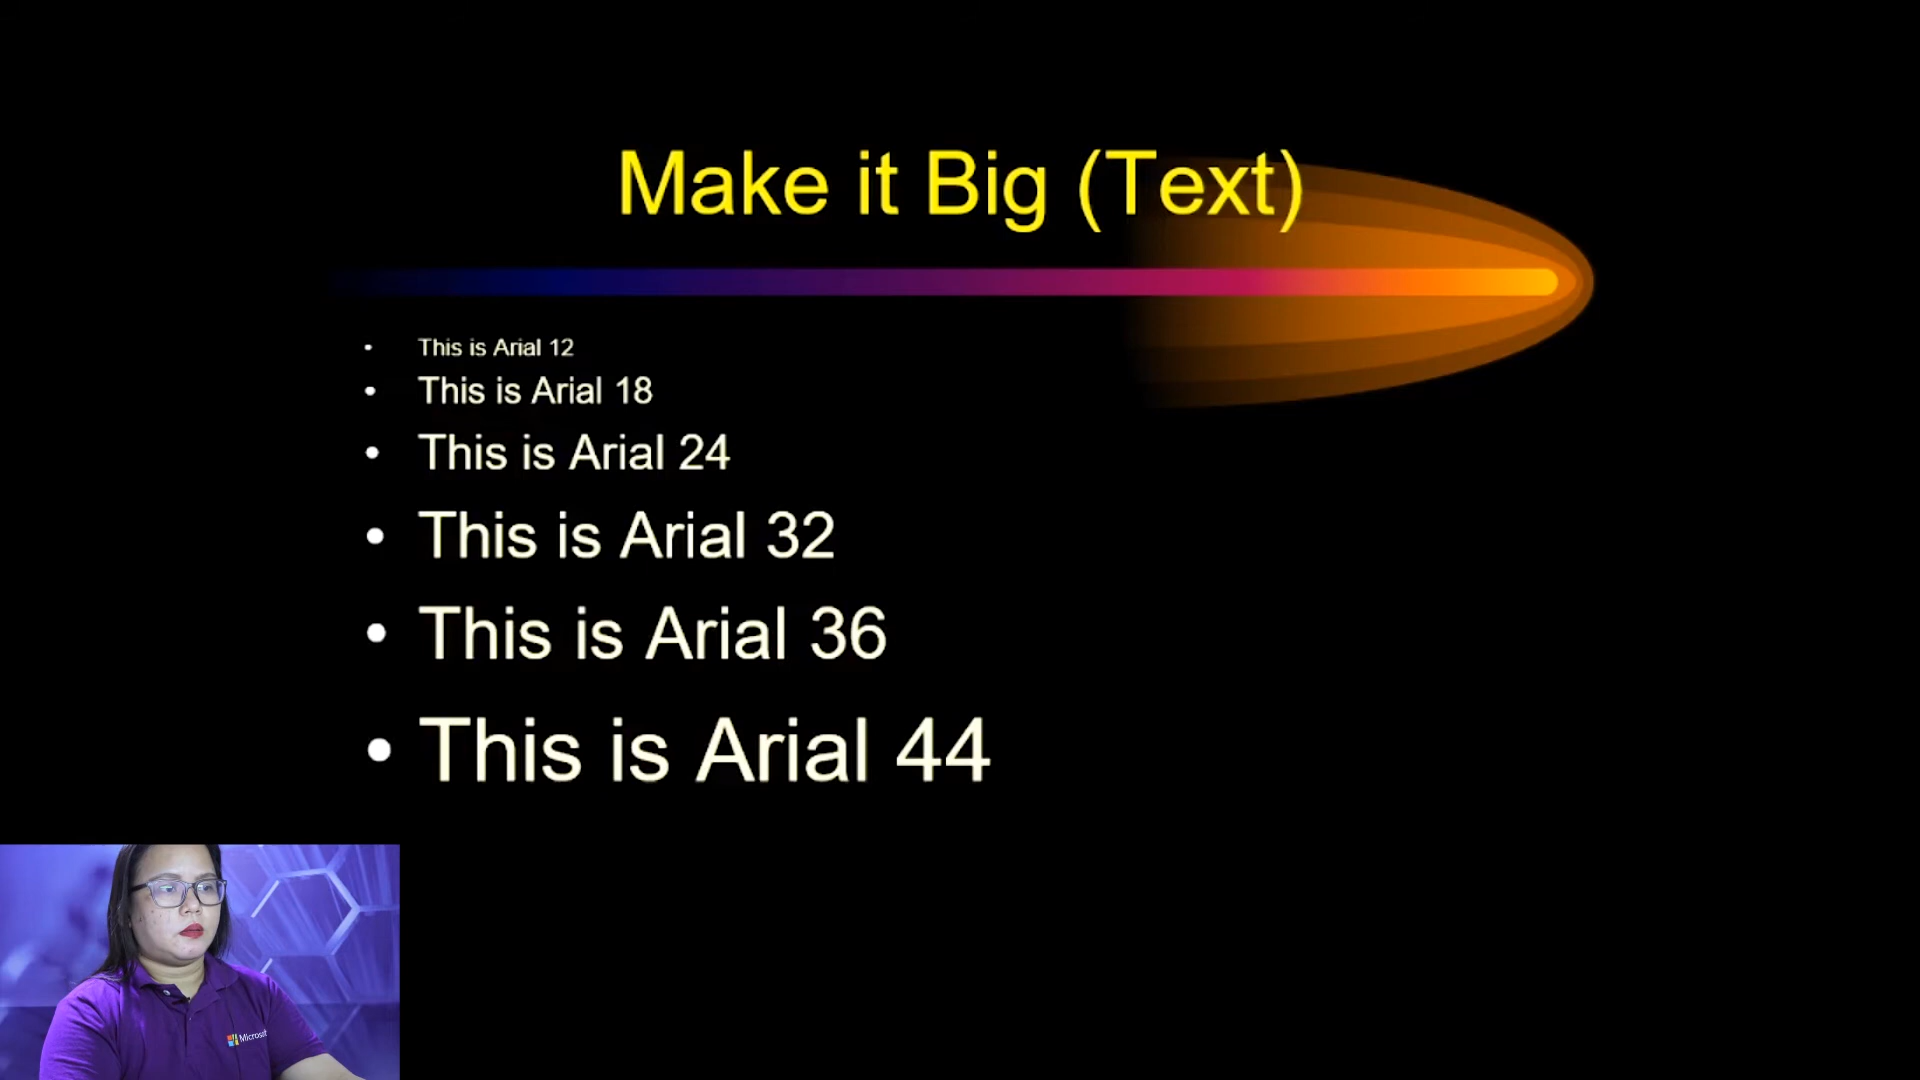 Make it Big (Text)
• This is Arial 12
• This is Arial 18
• This is Arial 24
• This is Arial 32
• This is Arial 36
• This is Arial 44
Microsoft